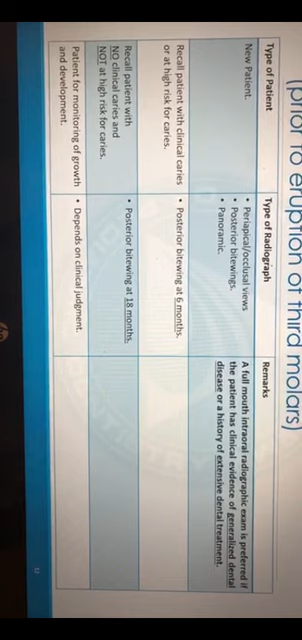 (prior to eruption of third molars)
Type of Patient
Type of Radiograph
Remarks
New Patient.
• Periapical/occlusal views
• Posterior bitewings.
• Panoramic.
A full mouth intraoral radiographic exam is preferred if
the patient has clinical evidence of generalized dental
disease or a history of extensive dental treatment.
Recall patient with clinical caries
or at high risk for caries.
• Posterior bitewing at 6 months.
Recall patient with
NO clinical caries and
NOT at high risk for caries.
• Posterior bitewing at 18 months.
Patient for monitoring of growth
and development.
• Depends on clinical judgment.